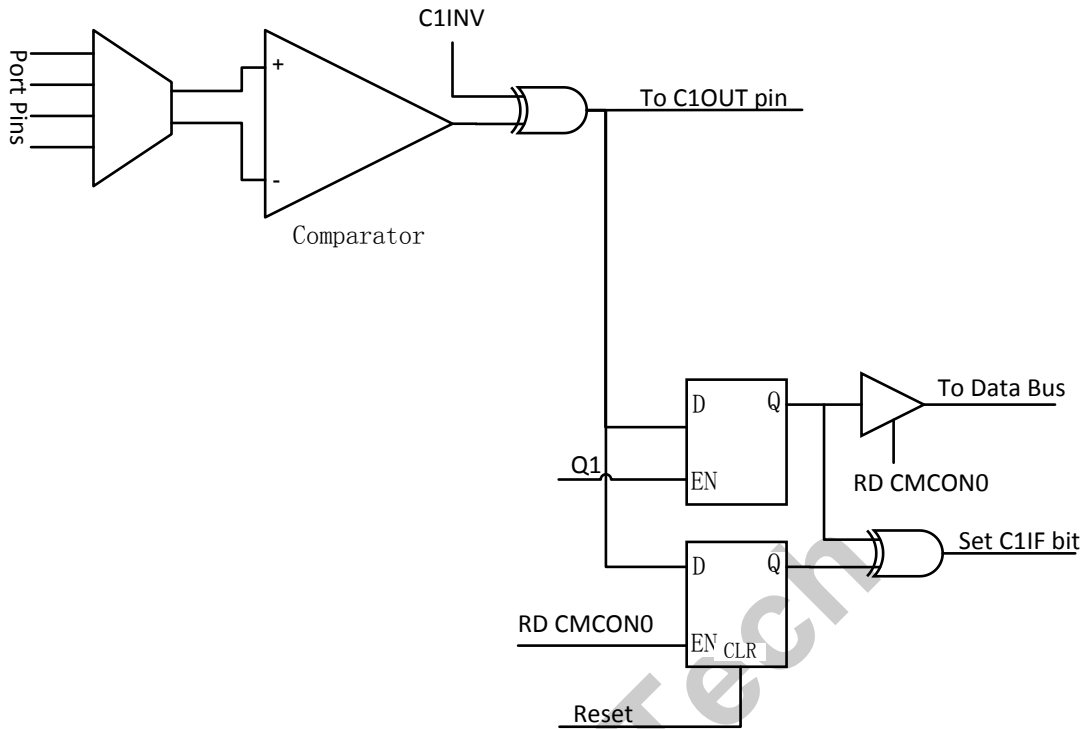 C1INV
Port Pins
+
-
To C1OUT pin
Comparator
D
Q
To Data Bus
Q1
EN
RD CMCON0
Set C1IF bit
D
Q
RD CMCON0
EN
CLR
Reset
Tech